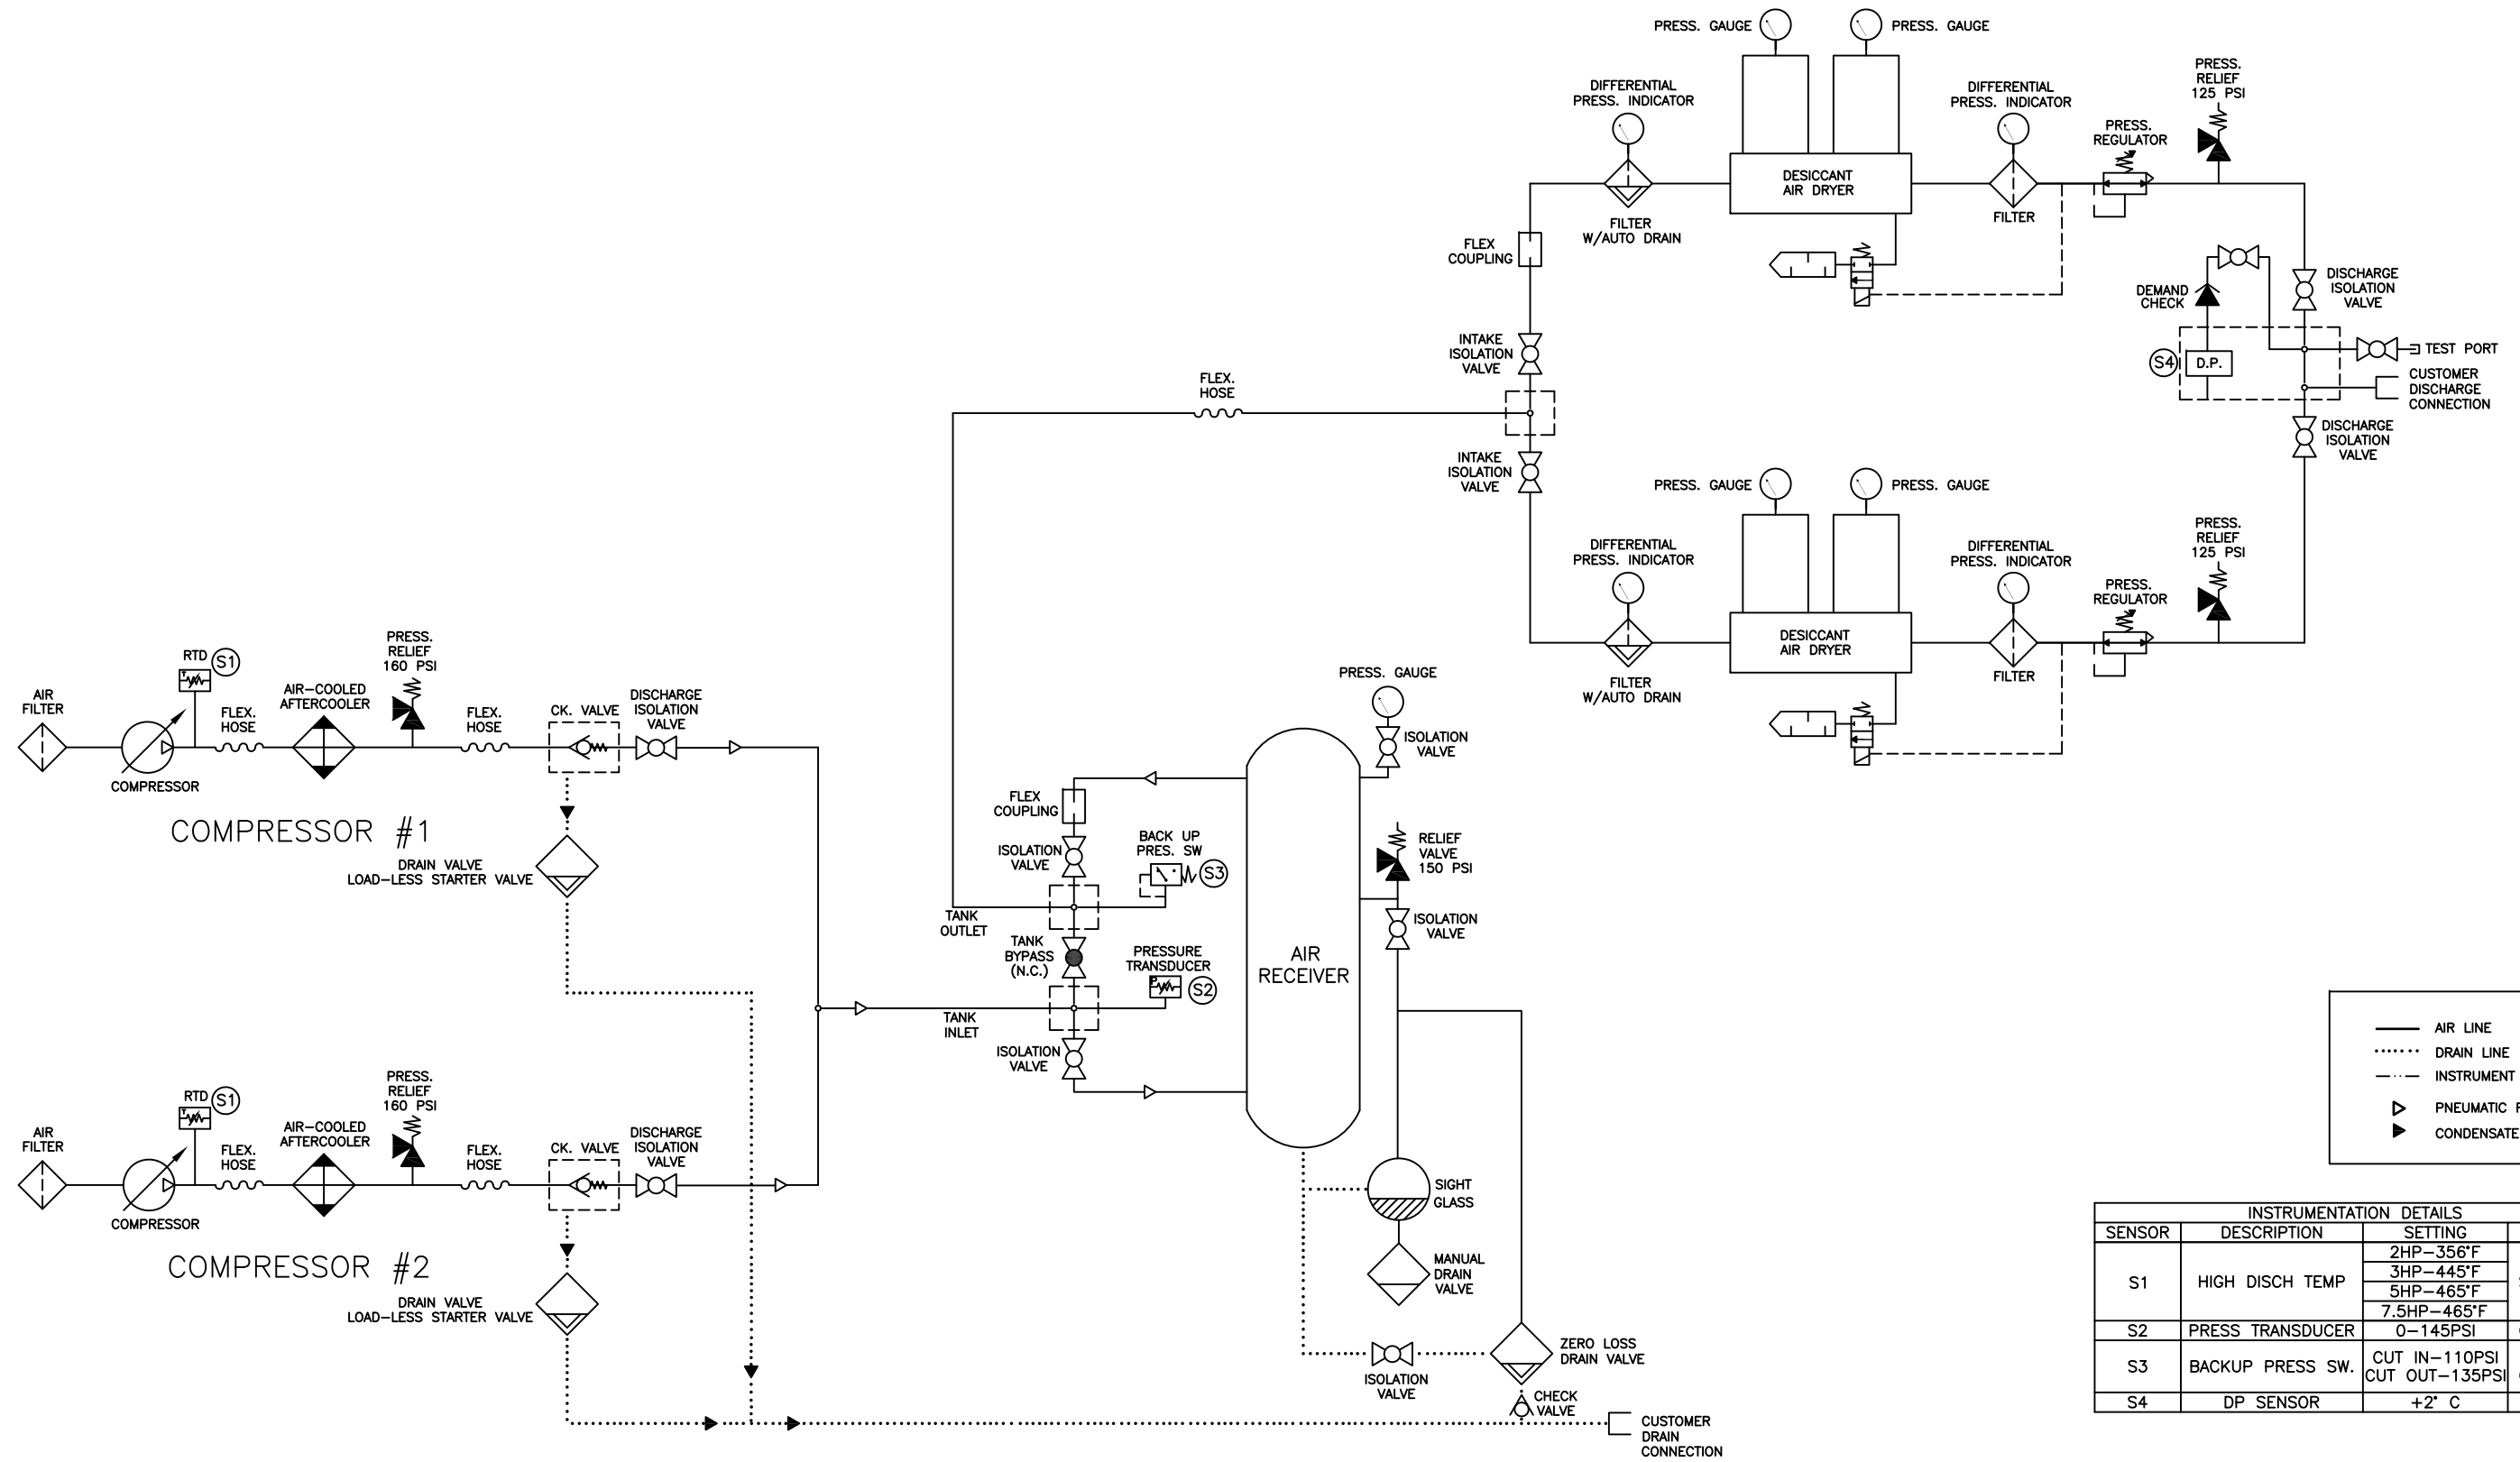 PRESS. GAUGE
PRESS. GAUGE
DIFFERENTIAL
PRESS. INDICATOR
DIFFERENTIAL
PRESS. INDICATOR
PRESS.
RELIEF
125 PSI
PRESS.
REGULATOR
DESICCANT
AIR DRYER
FILTER
W/AUTO DRAIN
FILTER
FLEX
COUPLING
DISCHARGE
ISOLATION
VALVE
DEMAND
CHECK
INTAKE
ISOLATION
VALVE
S4
D.P.
TEST PORT
CUSTOMER
DISCHARGE
CONNECTION
FLEX.
HOSE
DISCHARGE
ISOLATION
VALVE
INTAKE
ISOLATION
VALVE
PRESS. GAUGE
PRESS. GAUGE
DIFFERENTIAL
PRESS. INDICATOR
DIFFERENTIAL
PRESS. INDICATOR
PRESS.
RELIEF
125 PSI
PRESS.
REGULATOR
DESICCANT
AIR DRYER
FILTER
W/AUTO DRAIN
FILTER
AIR
FILTER
RTD
S1
T
COMPRESSOR
FLEX.
HOSE
AIR-COOLED
AFTERCOOLER
PRESS.
RELIEF
160 PSI
FLEX.
HOSE
CK. VALVE
DISCHARGE
ISOLATION
VALVE
COMPRESSOR #1
DRAIN VALVE
LOAD-LESS STARTER VALVE
PRESS. GAUGE
ISOLATION
VALVE
FLEX
COUPLING
BACK UP
PRES. SW
S3
ISOLATION
VALVE
RELIEF
VALVE
150 PSI
TANK
OUTLET
ISOLATION
VALVE
TANK
BYPASS
(N.C.)
PRESSURE
TRANSDUCER
P
S2
AIR
RECEIVER
TANK
INLET
ISOLATION
VALVE
AIR
FILTER
RTD
S1
T
COMPRESSOR
FLEX.
HOSE
AIR-COOLED
AFTERCOOLER
PRESS.
RELIEF
160 PSI
FLEX.
HOSE
CK. VALVE
DISCHARGE
ISOLATION
VALVE
COMPRESSOR #2
DRAIN VALVE
LOAD-LESS STARTER VALVE
SIGHT
GLASS
MANUAL
DRAIN
VALVE
ZERO LOSS
DRAIN VALVE
ISOLATION
VALVE
CHECK
VALVE
CUSTOMER
DRAIN
CONNECTION
AIR LINE
DRAIN LINE
INSTRUMENT
PNEUMATIC
CONDENSATE
INSTRUMENTATION DETAILS
SENSOR DESCRIPTION SETTING
S1 HIGH DISCH TEMP 2HP-356°F
3HP-445°F
5HP-465°F
7.5HP-465°F
S2 PRESS TRANSDUCER 0-145PSI
S3 BACKUP PRESS SW. CUT IN-110PSI
CUT OUT-135PSI
S4 DP SENSOR +2° C